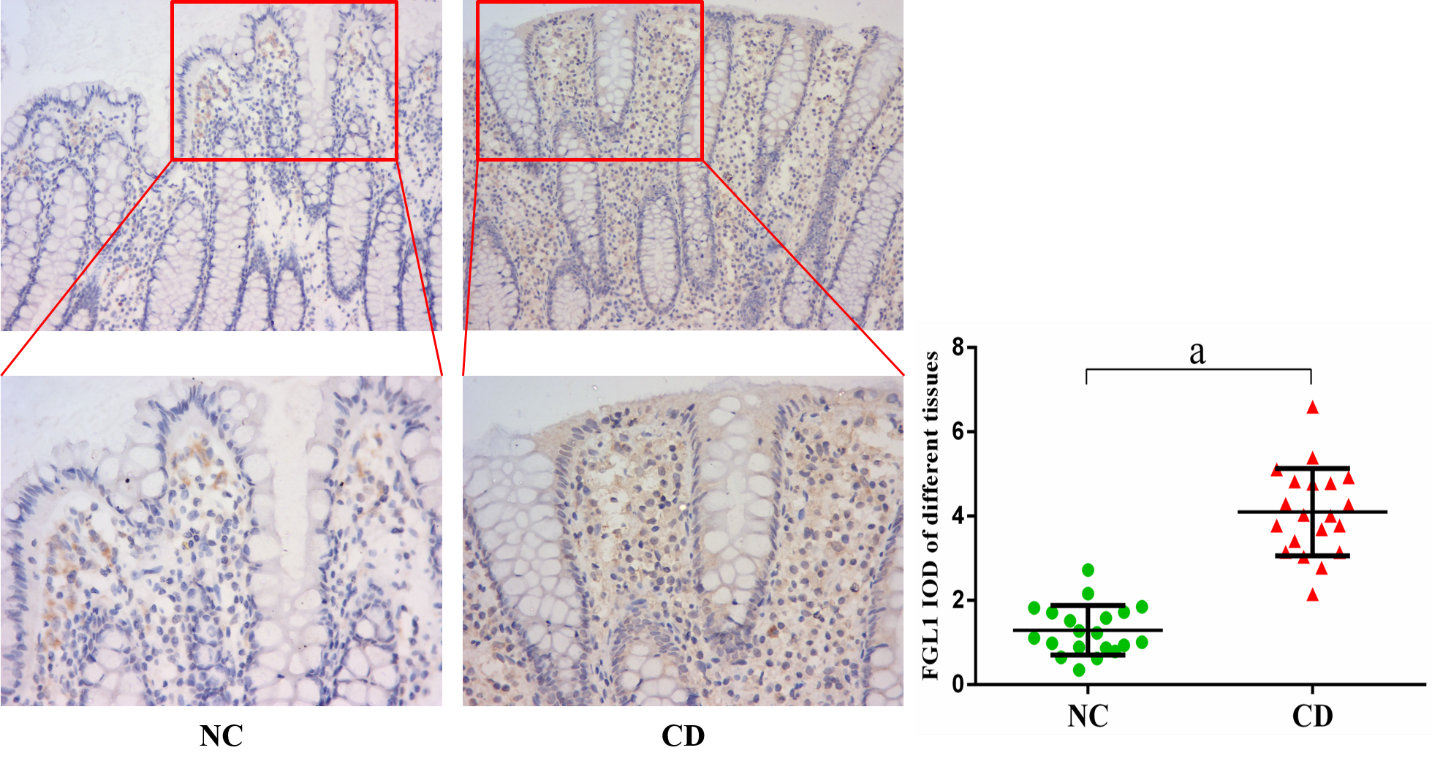 NC
CD
FGL1 IOD of different tissues
8
6
4
2
0
a
NC
CD